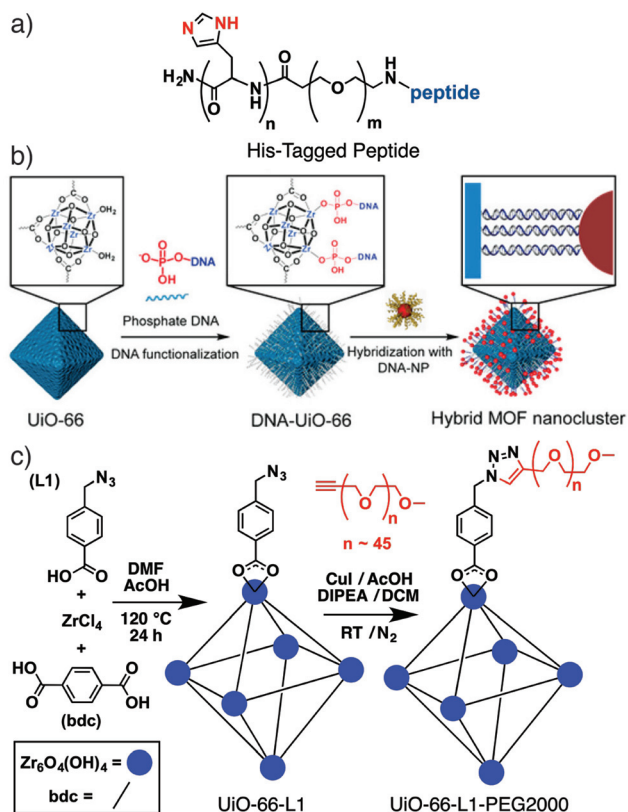 a)
N
NH
H2N
O
N
H
n
O
O
m
H
N
peptide
His-Tagged Peptide
b)
O O
C
Zr
Zr
Zr
Zr
Zr
OH2
OH2
-O-P-O-DNA
O
OH
Phosphate DNA
DNA functionalization
O-P-O
OH
DNA
O-P-O
OH
DNA
Hybridization with
DNA-NP
UiO-66
DNA-UiO-66
Hybrid MOF nanocluster
c)
(L1)
N3
HO
O
+
ZrCl4
+
O
HO
O
OH
(bdc)
DMF
AcOH
120 °C
24 h
N3
O
O
O
O
n
n ~ 45
CuI / AcOH
DIPEA / DCM
RT / N2
N=N
N
O
O
n
O
O
Zr6O4(OH)4 =
bdc =
UiO-66-L1
UiO-66-L1-PEG2000